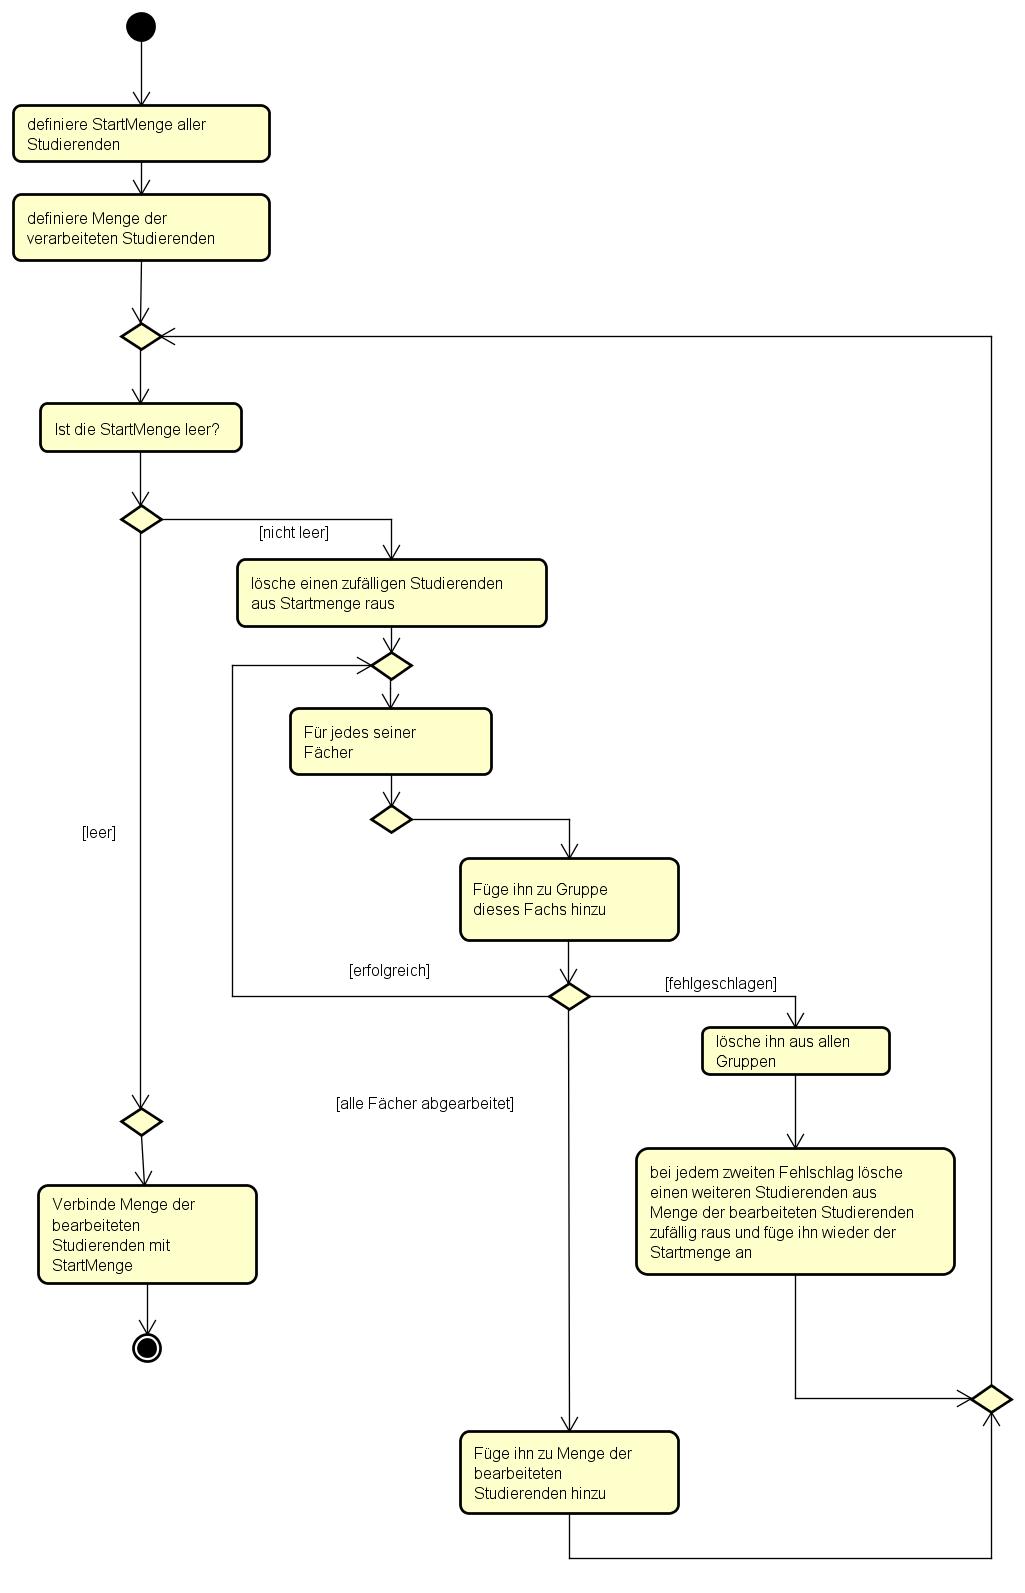 definiere StartMenge aller
Studierenden
definiere Menge der
verarbeiteten Studierenden
Ist die StartMenge leer?
[nicht leer]
lösche einen zufälligen Studierenden
aus Startmenge raus
Für jedes seiner
Fächer
[leer]
Füge ihn zu Gruppe
dieses Fachs hinzu
[erfolgreich]
[fehlgeschlagen]
lösche ihn aus allen
Gruppen
[alle Fächer abgearbeitet]
bei jedem zweiten Fehlschlag lösche
einen weiteren Studierenden aus
Menge der bearbeiteten Studierenden
zufällig raus und füge ihn wieder der
Startmenge an
Verbinde Menge der
bearbeiteten
Studierenden mit
StartMenge
Füge ihn zu Menge der
bearbeiteten
Studierenden hinzu